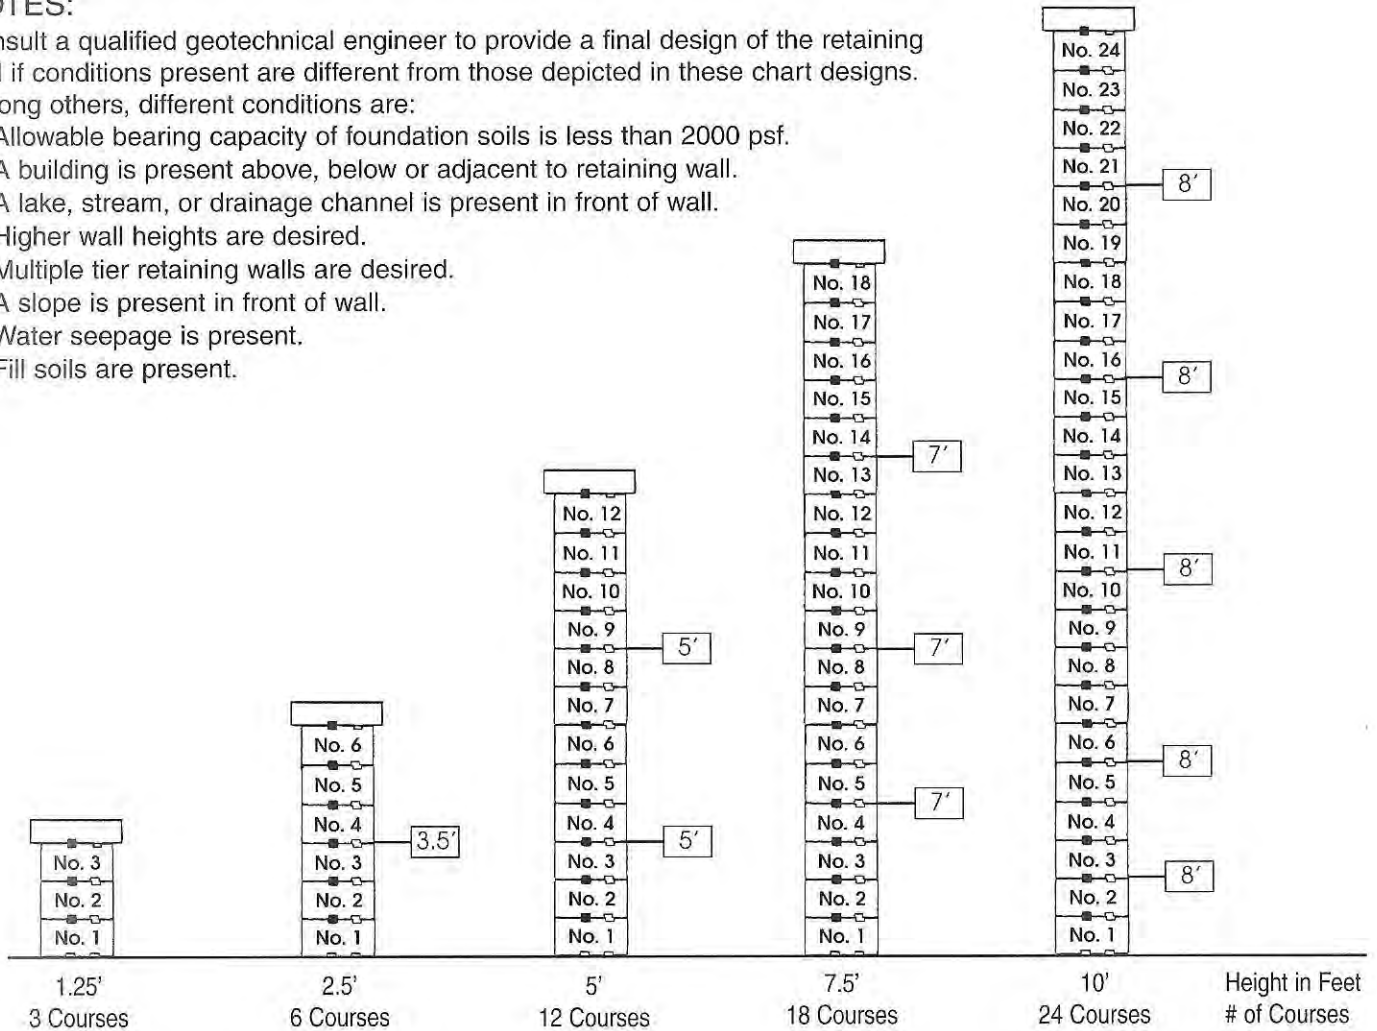 OTES:
nsult a qualified geotechnical engineer to provide a final design of the retaining
l if conditions present are different from those depicted in these chart designs.
ong others, different conditions are:
Allowable bearing capacity of foundation soils is less than 2000 psf.
A building is present above, below or adjacent to retaining wall.
A lake, stream, or drainage channel is present in front of wall.
Higher wall heights are desired.
Multiple tier retaining walls are desired.
A slope is present in front of wall.
Water seepage is present.
Fill soils are present.
No. 3
No. 2
No. 1
1.25'
3 Courses
No. 6
No. 5
No. 4
3.5'
No. 3
No. 2
No. 1
2.5'
6 Courses
No. 12
No. 11
No. 10
No. 9
5'
No. 8
No. 7
No. 6
No. 5
No. 4
5'
No. 3
No. 2
No. 1
5'
12 Courses
No. 18
No. 17
No. 16
No. 15
No. 14
7'
No. 13
No. 12
No. 11
No. 10
No. 9
7'
No. 8
No. 7
No. 6
No. 5
7'
No. 4
No. 3
No. 2
No. 1
7.5'
18 Courses
No. 24
No. 23
No. 22
No. 21
8'
No. 20
No. 19
No. 18
No. 17
No. 16
8'
No. 15
No. 14
No. 13
No. 12
No. 11
8'
No. 10
No. 9
No. 8
No. 7
No. 6
8'
No. 5
No. 4
No. 3
8'
No. 2
No. 1
10'
24 Courses
Height in Feet
# of Courses